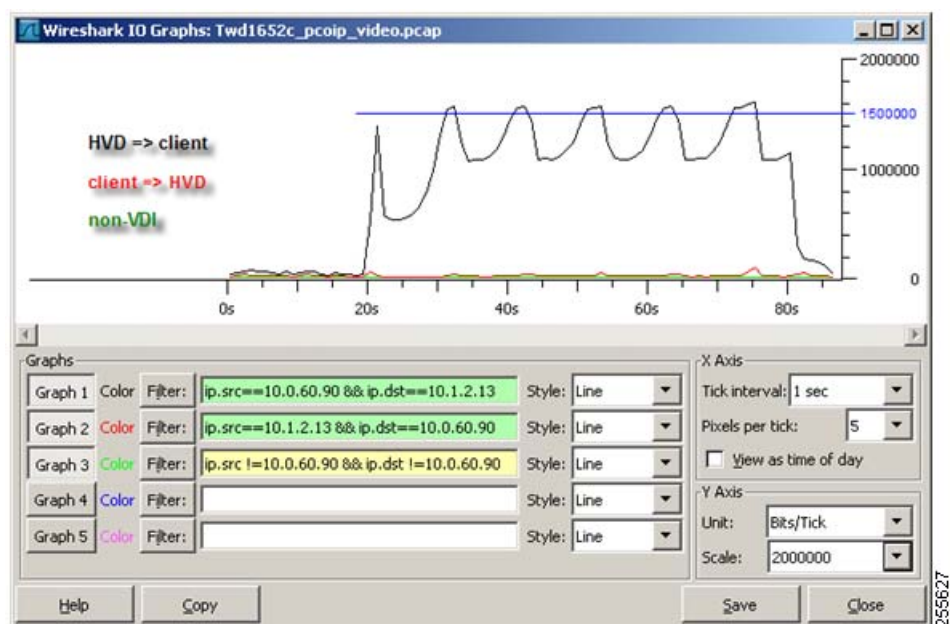 Wireshark IO Graphs: Twd1652c_pcoip_video.pcap
2000000
1500000
1000000
0
HVD => client
client => HVD
non-VDI
0s 20s 40s 60s 80s
Graphs
Graph 1 Color Filter: ip.src==10.0.60.90 && ip.dst==10.1.2.13 Style: Line
Graph 2 Color Filter: ip.src==10.1.2.13 && ip.dst==10.0.60.90 Style: Line
Graph 3 Color Filter: ip.src !=10.0.60.90 && ip.dst !=10.0.60.90 Style: Line
Graph 4 Color Filter: Style: Line
Graph 5 Color Filter: Style: Line
X Axis
Tick interval: 1 sec
Pixels per tick: 5
View as time of day
Y Axis
Unit: Bits/Tick
Scale: 2000000
Help Copy Save Close
255627